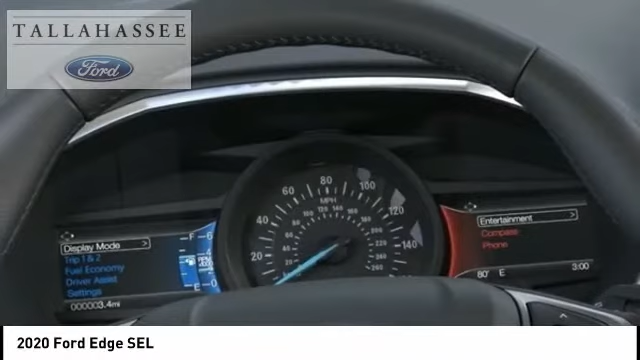 TALLAHASSEE
Ford
Display Mode >
Trip 1 & 2
Fuel Economy
Driver Assist
Settings
000003.4mi
F
E
20
40
60
80
100
120
140
MPH
Entertainment >
Compass
Phone
80° E
3:00
2020 Ford Edge SEL